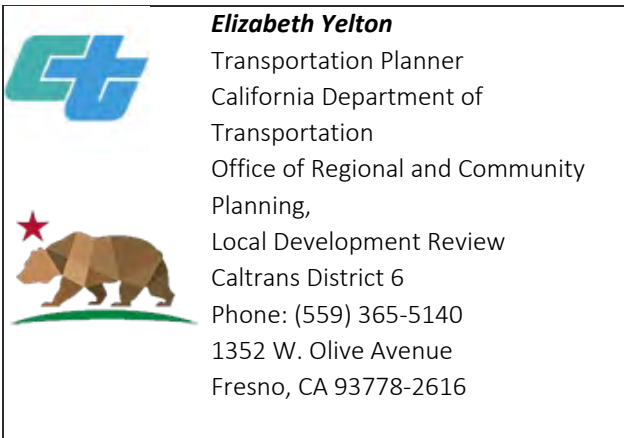 Elizabeth Yelton
Transportation Planner
California Department of
Transportation
Office of Regional and Community
Planning,
Local Development Review
Caltrans District 6
Phone: (559) 365-5140
1352 W. Olive Avenue
Fresno, CA 93778-2616